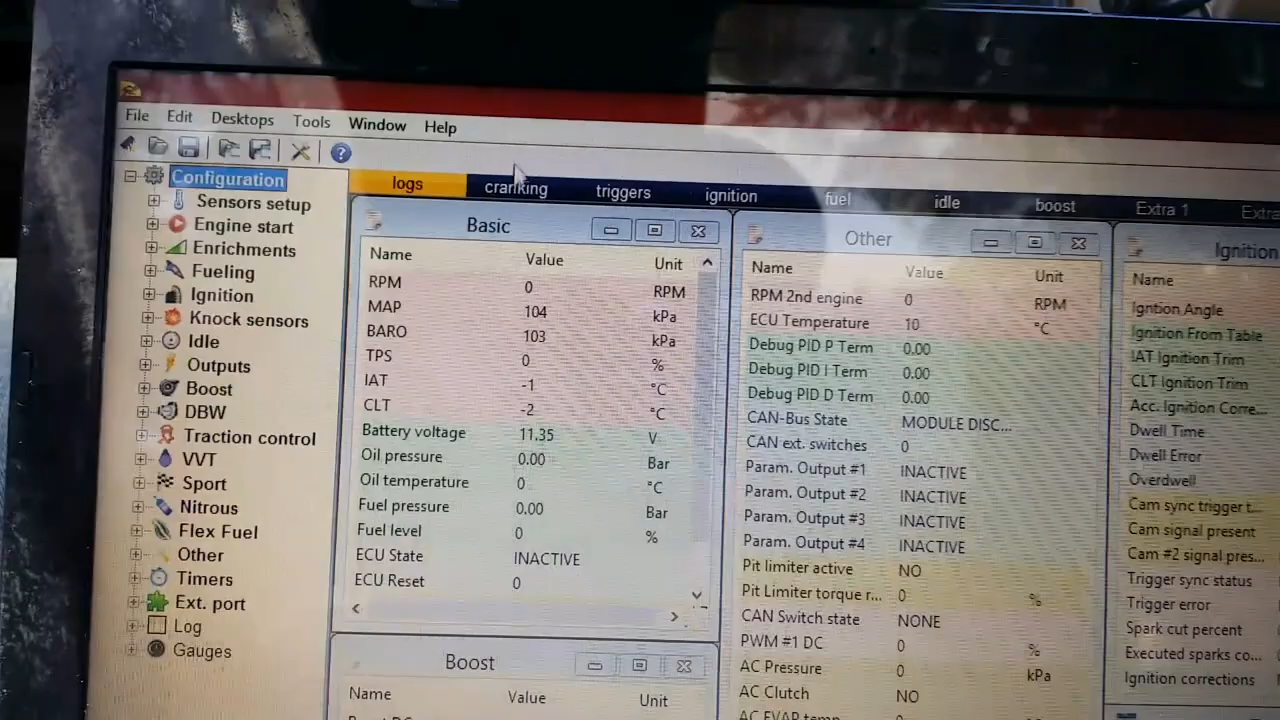 File Edit Desktops Tools Window Help
Configuration
Sensors setup
Engine start
Enrichments
Fueling
Ignition
Knock sensors
Idle
Outputs
Boost
DBW
Traction control
VVT
Sport
Nitrous
Flex Fuel
Other
Timers
Ext. port
Log
Gauges
logs cranking triggers ignition fuel idle boost Extra 1 Extra
Basic
Name Value Unit
RPM 0 RPM
MAP 104 kPa
BARO 103 kPa
TPS 0 %
IAT -1 °C
CLT -2 °C
Battery voltage 11.35 V
Oil pressure 0.00 Bar
Oil temperature 0 °C
Fuel pressure 0.00 Bar
Fuel level 0 %
ECU State INACTIVE
ECU Reset 0
Boost
Name Value Unit
Other
Name Value Unit
RPM 2nd engine 0 RPM
ECU Temperature 10 °C
Debug PID P Term 0.00
Debug PID I Term 0.00
Debug PID D Term 0.00
CAN-Bus State MODULE DISC...
CAN ext. switches 0
Param. Output #1 INACTIVE
Param. Output #2 INACTIVE
Param. Output #3 INACTIVE
Param. Output #4 INACTIVE
Pit limiter active NO
Pit Limiter torque r... 0 %
CAN Switch state NONE
PWM #1 DC 0 %
AC Pressure 0 kPa
AC Clutch NO
AC EVAP temp 0
Ignition
Name
Igntion Angle
Ignition From Table
IAT Ignition Trim
CLT Ignition Trim
Acc. Ignition Corre...
Dwell Time
Dwell Error
Overdwell
Cam sync trigger t...
Cam signal present
Cam #2 signal pres...
Trigger sync status
Trigger error
Spark cut percent
Executed sparks co...
Ignition corrections